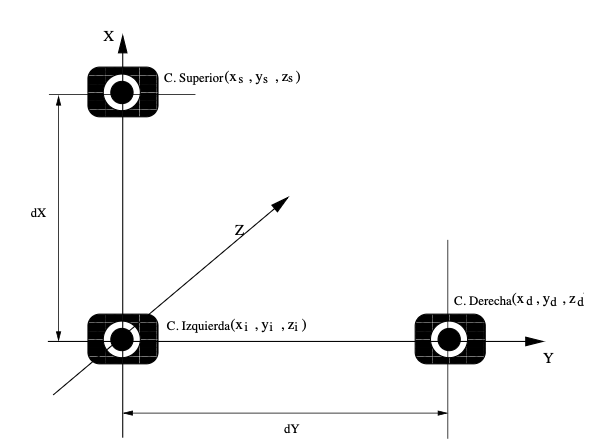 X
C. Superior(xs , ys , zs)
dX
Z
C. Derecha(xd , yd , zd
C. Izquierda(xi , yi , zi)
Y
dY